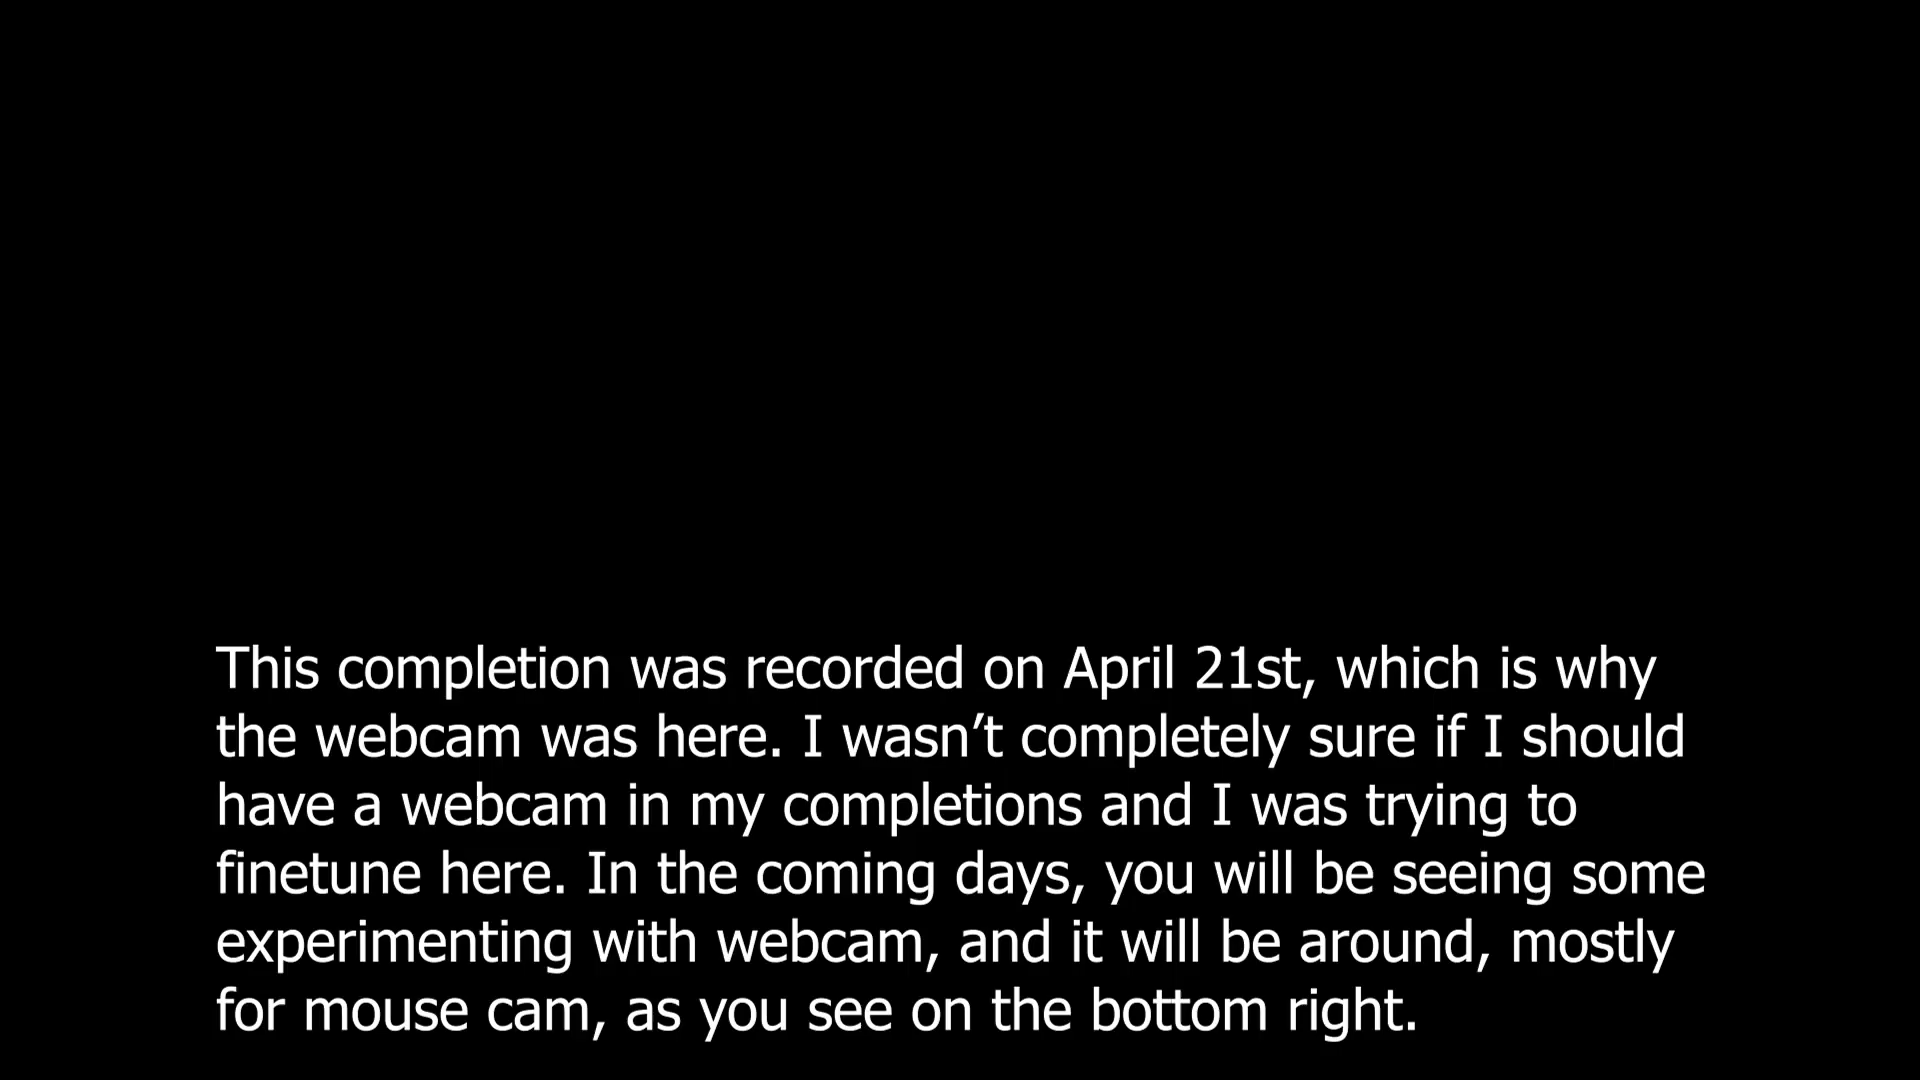 This completion was recorded on April 21st, which is why
the webcam was here. I wasn’t completely sure if I should
have a webcam in my completions and I was trying to
finetune here. In the coming days, you will be seeing some
experimenting with webcam, and it will be around, mostly
for mouse cam, as you see on the bottom right.